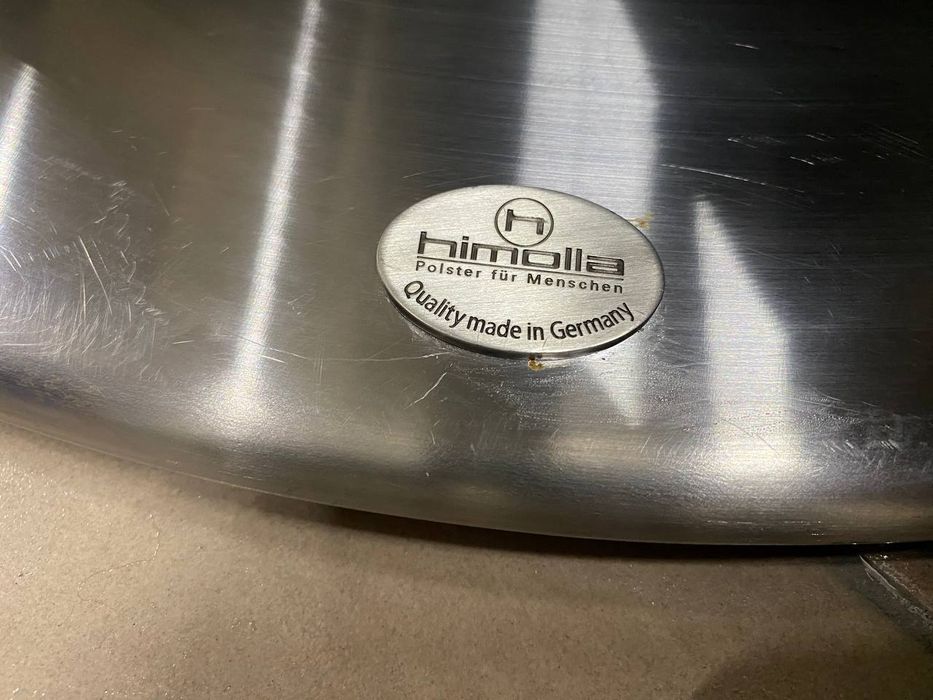 h
himolla
Polster für Menschen
Quality made in Germany